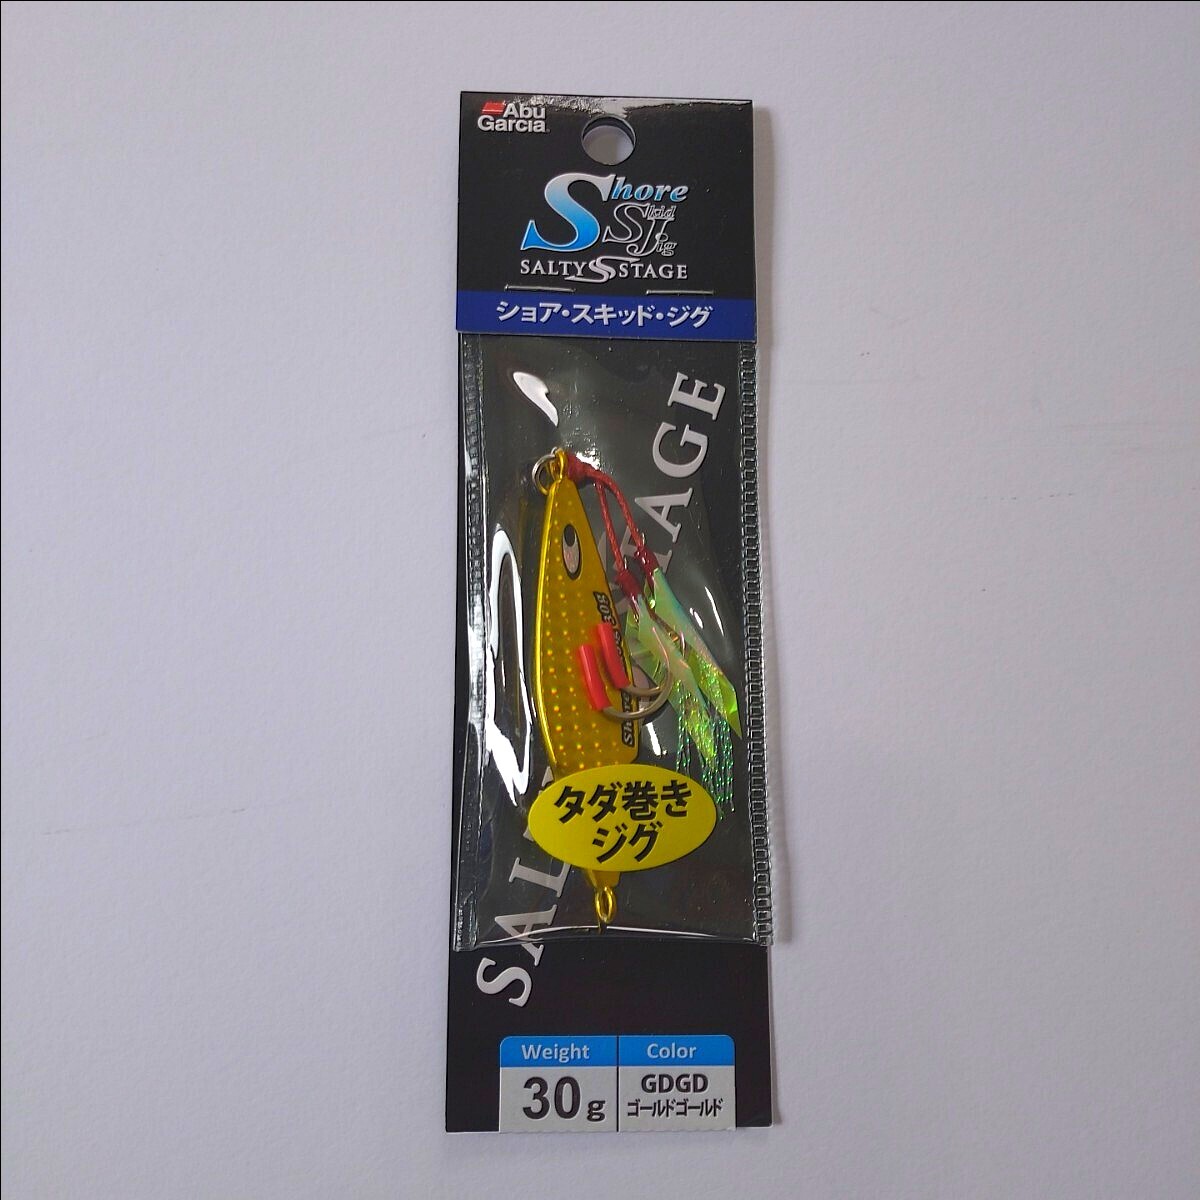 Abu
Garcia
Shore
Skid
Jig
SALTY STAGE
ショア・スキッド・ジグ
タダ巻き
ジグ
Weight
Color
30g
GDGD
ゴールドゴールド